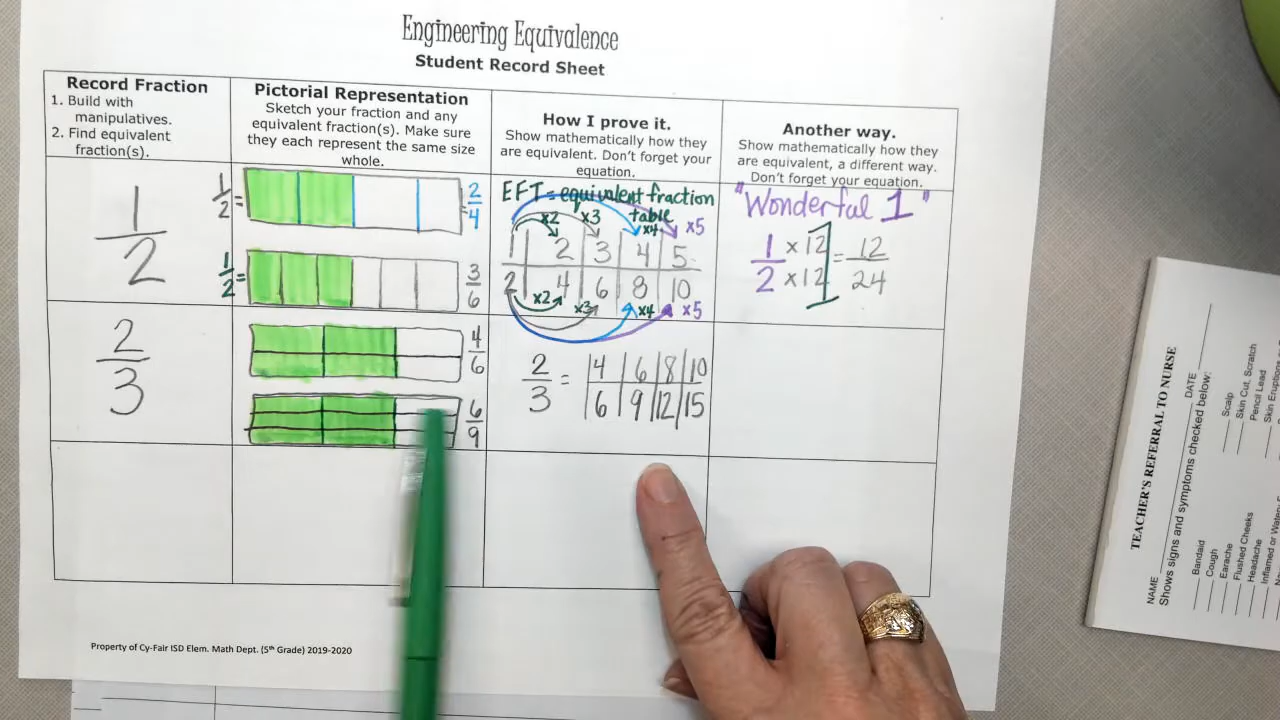 Engineering Equivalence
Student Record Sheet
Record Fraction
1. Build with
manipulatives.
2. Find equivalent
fraction(s).
Pictorial Representation
Sketch your fraction and any
equivalent fraction(s). Make sure
they each represent the same size
whole.
How I prove it.
Show mathematically how they
are equivalent. Don't forget your
equation.
Another way.
Show mathematically how they
are equivalent, a different way.
Don't forget your equation.
1/2
1/2 =
= 2/4
1/2 =
3/6
EFT = equivalent fraction
table
x2 x3 x4 x5
1 2 3 4 5
2 4 6 8 10
x2 x3 x4 x5
"Wonderful 1"
1 x 12 = 12
2 x 12 24
2/3
4/6
6/9
2/3 =
4 6 8 10
6 9 12 15
Property of Cy-Fair ISD Elem. Math Dept. (5th Grade) 2019-2020
TEACHER'S REFERRAL TO NURSE
NAME DATE
Shows signs and symptoms checked below:
Bandaid
Cough
Earache
Flushed Cheeks
Headache
Scalp
Skin Cut, Scratch
Pencil Lead